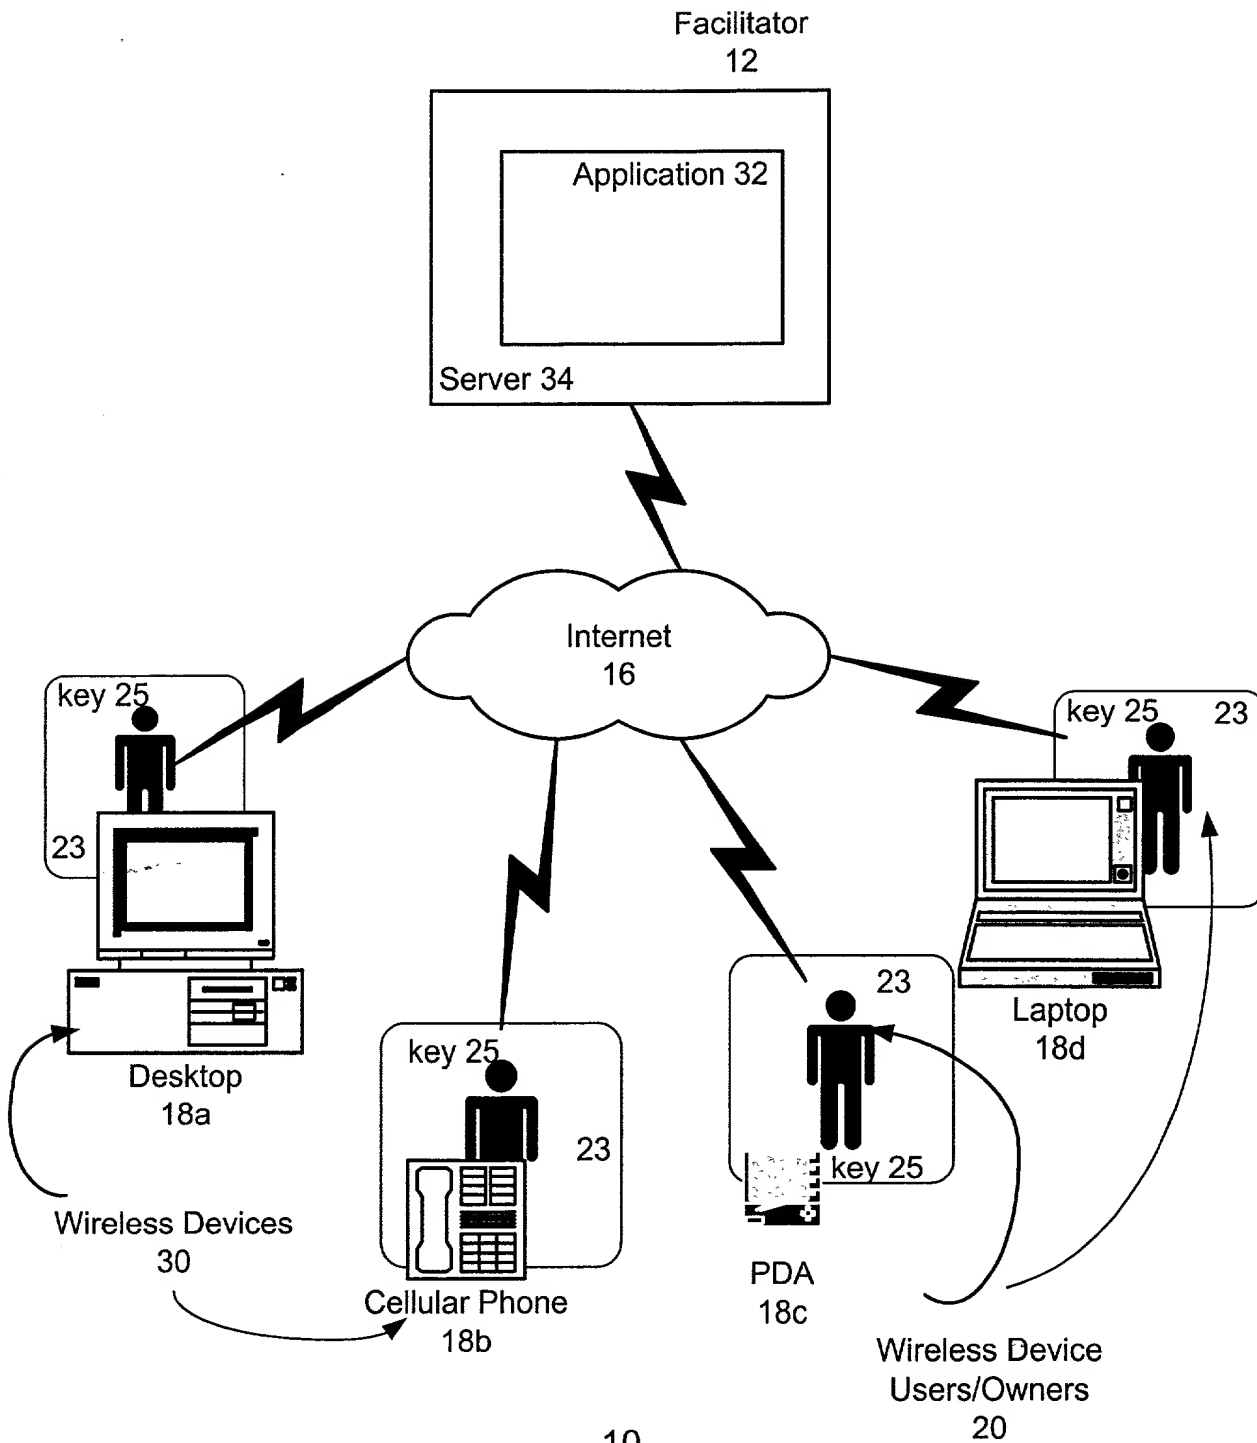 Facilitator
12
Application 32
Server 34
Internet
16
key 25
23
key 25 23
Desktop
18a
key 25
23
23
key 25
Laptop
18d
Wireless Devices
30
Cellular Phone
18b
PDA
18c
Wireless Device
Users/Owners
20
10